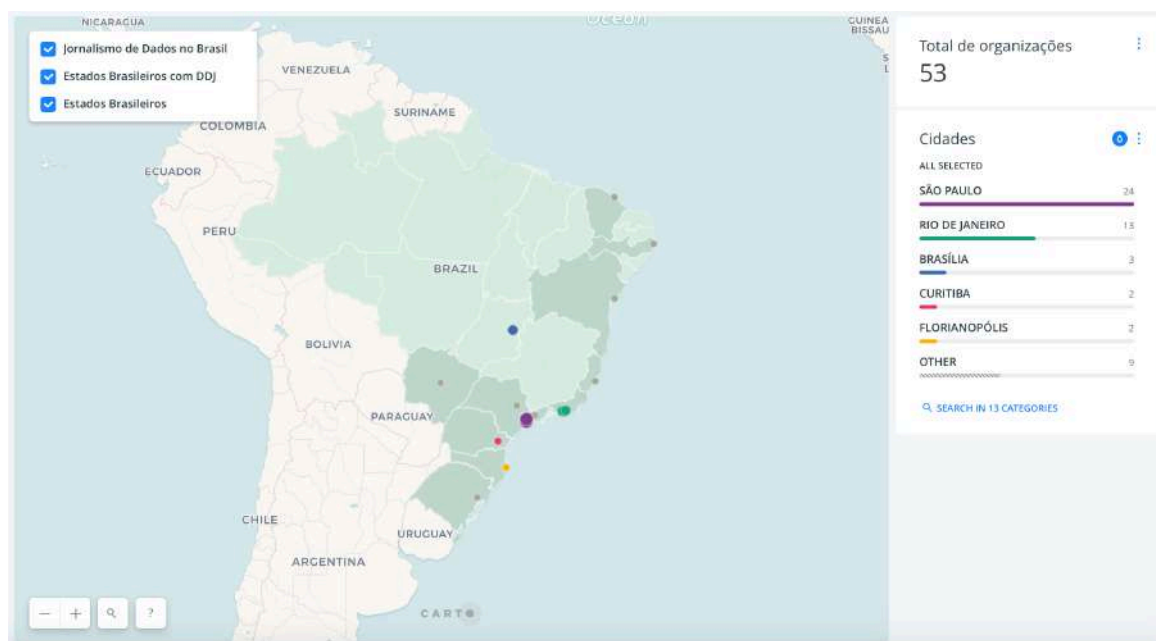 NICARAGUA
Ocean
GUINEA
BISSAU
Jornalismo de Dados no Brasil
Estados Brasileiros com DDJ
Estados Brasileiros
VENEZUELA
SURINAME
COLOMBIA
ECUADOR
PERU
BRAZIL
BOLIVIA
PARAGUAY
CHILE
URUGUAY
ARGENTINA
CARTO
− +
?
Total de organizações
53
Cidades
ALL SELECTED
SÃO PAULO 24
RIO DE JANEIRO 13
BRASÍLIA 3
CURITIBA 2
FLORIANOPÓLIS 2
OTHER 9
SEARCH IN 13 CATEGORIES